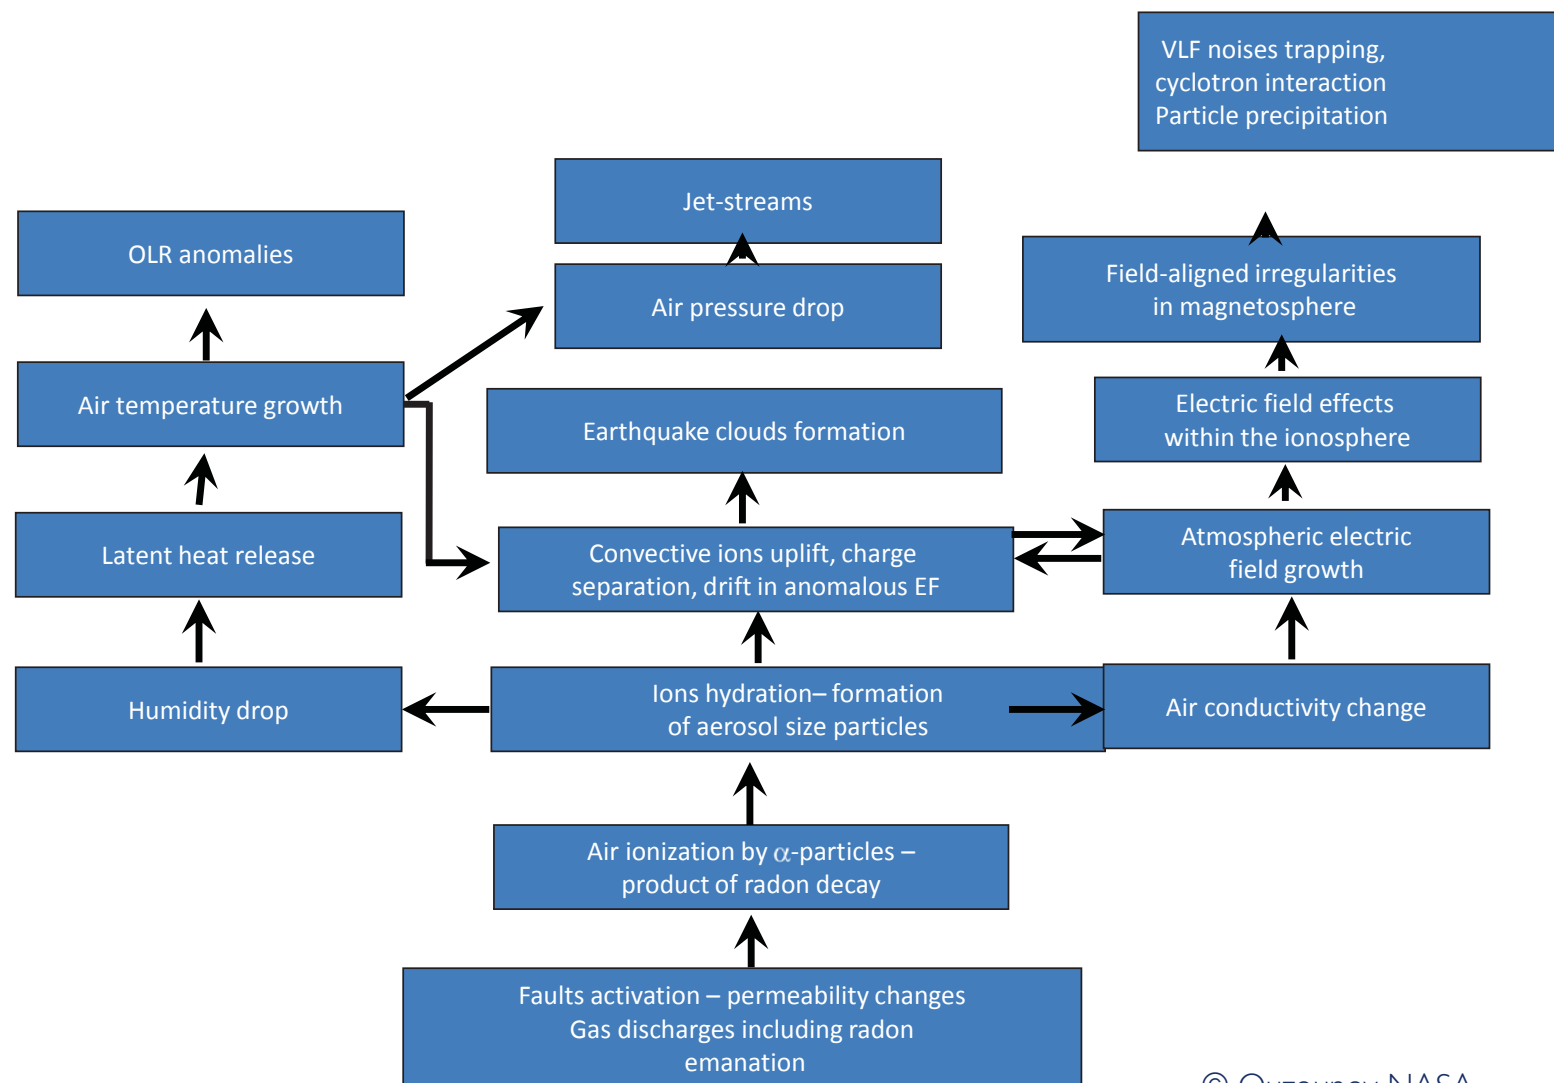 VLF noises trapping,
cyclotron interaction
Particle precipitation
Jet-streams
OLR anomalies
Field-aligned irregularities
in magnetosphere
Air pressure drop
Air temperature growth
Electric field effects
within the ionosphere
Earthquake clouds formation
Latent heat release
Convective ions uplift, charge
separation, drift in anomalous EF
Atmospheric electric
field growth
Humidity drop
Ions hydration– formation
of aerosol size particles
Air conductivity change
Air ionization by α-particles –
product of radon decay
Faults activation – permeability changes
Gas discharges including radon
emanation
© Ouzounov NASA